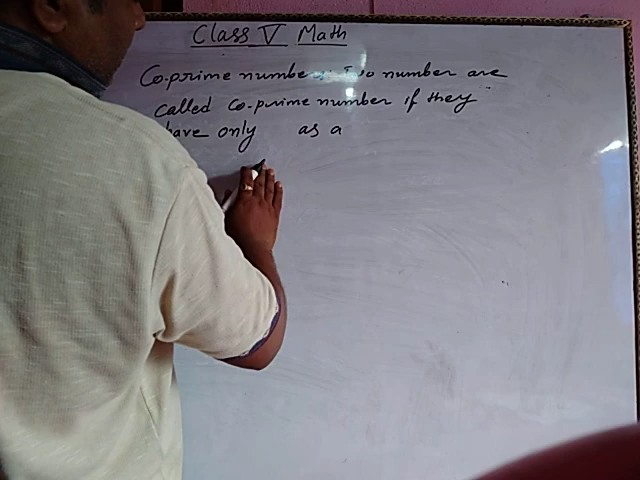 Class V Math
Co-prime number: Two number are
called Co-prime number if they
have only as a